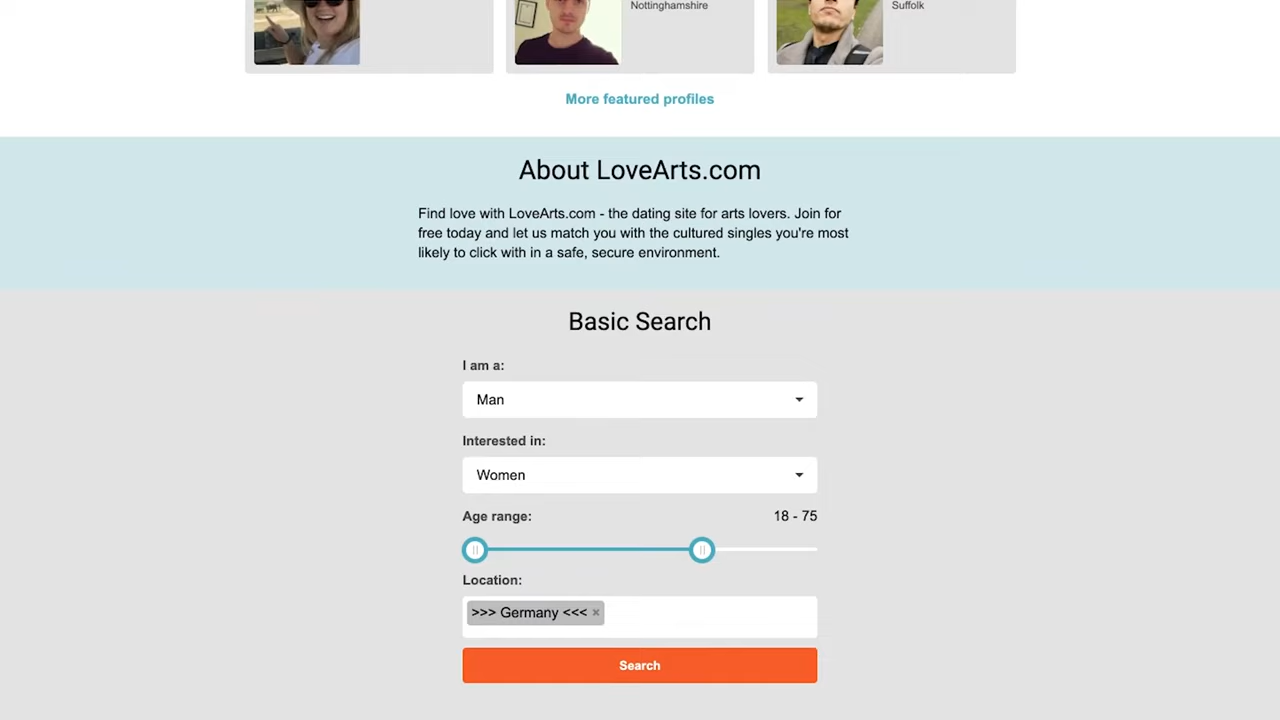 Nottinghamshire
Suffolk
More featured profiles
About LoveArts.com
Find love with LoveArts.com - the dating site for arts lovers. Join for
free today and let us match you with the cultured singles you're most
likely to click with in a safe, secure environment.
Basic Search
I am a:
Man
Interested in:
Women
Age range: 18 - 75
Location:
>>> Germany <<< ×
Search